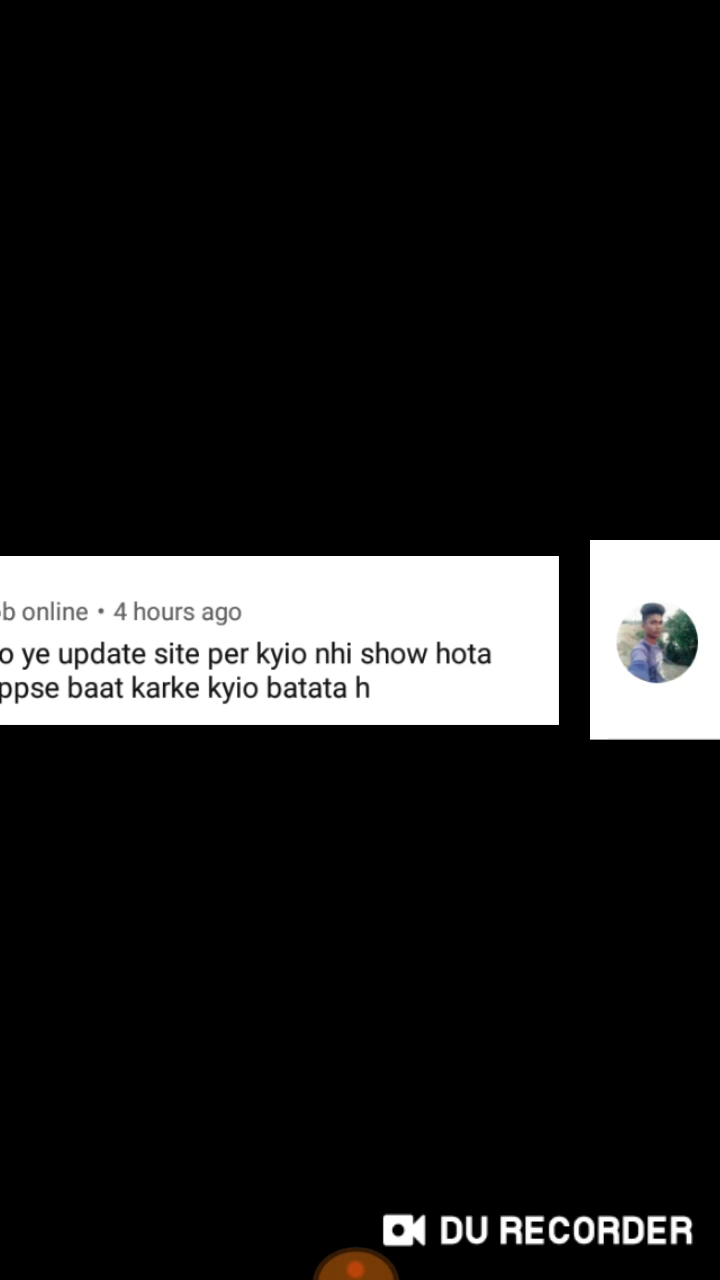 online • 4 hours ago
ye update site per kyio nhi show hota
baat karke kyio batata h
DU RECORDER